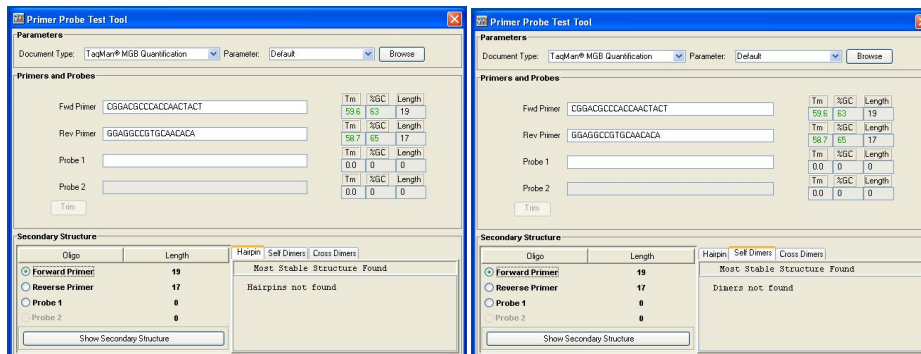 Primer Probe Test Tool
Parameters
Document Type: TaqMan® MGB Quantification Parameter: Default Browse
Primers and Probes
Tm %GC Length
Fwd Primer CGGACGCCCACCAACTACT 59.6 63 19
Tm %GC Length
Rev Primer GGAGGCCGTGCAACACA 58.7 65 17
Tm %GC Length
Probe 1 0.0 0 0
Tm %GC Length
Probe 2 0.0 0 0
Trim
Secondary Structure
Oligo Length
Forward Primer 19
Reverse Primer 17
Probe 1 0
Probe 2 0
Show Secondary Structure
Hairpin Self Dimers Cross Dimers
Most Stable Structure Found
Hairpins not found
Primer Probe Test Tool
Parameters
Document Type: TaqMan® MGB Quantification Parameter: Default Browse
Primers and Probes
Tm %GC Length
Fwd Primer CGGACGCCCACCAACTACT 59.6 63 19
Tm %GC Length
Rev Primer GGAGGCCGTGCAACACA 58.7 65 17
Tm %GC Length
Probe 1 0.0 0 0
Tm %GC Length
Probe 2 0.0 0 0
Trim
Secondary Structure
Oligo Length
Forward Primer 19
Reverse Primer 17
Probe 1 0
Probe 2 0
Show Secondary Structure
Hairpin Self Dimers Cross Dimers
Most Stable Structure Found
Dimers not found